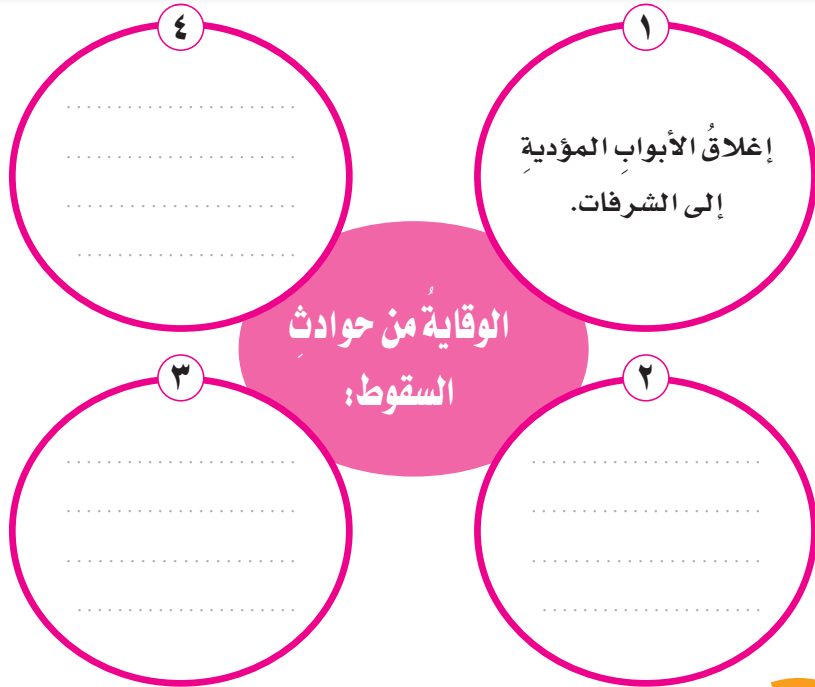 ١
إغلاقُ الأبوابِ المؤديةِ
إلى الشرفات.
٤
الوقايةُ من حوادثِ
السقوط:
٢
٣